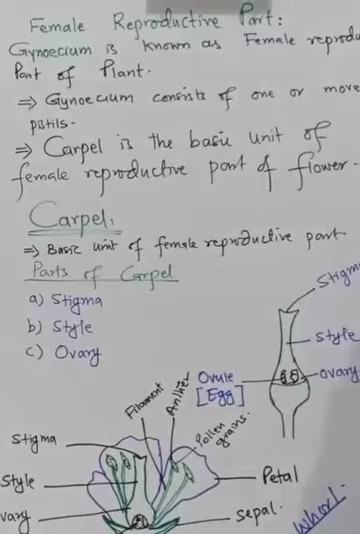 Female Reproductive Part:
Gynoecium is known as Female reprodu
Part of Plant.
⇒ Gynoecium consists of one or more
pistils.
⇒ Carpel is the basic unit of
female reproductive part of flower.
Carpel:
⇒ Basic unit of female reproductive part.
Parts of Carpel
a) Stigma
b) Style
c) Ovary
Stigma
Style
Ovary
Ovule
[Egg]
Filament
Anther
Pollen
grains.
Stigma
Style
vary
Petal
Sepal.
Whorl.